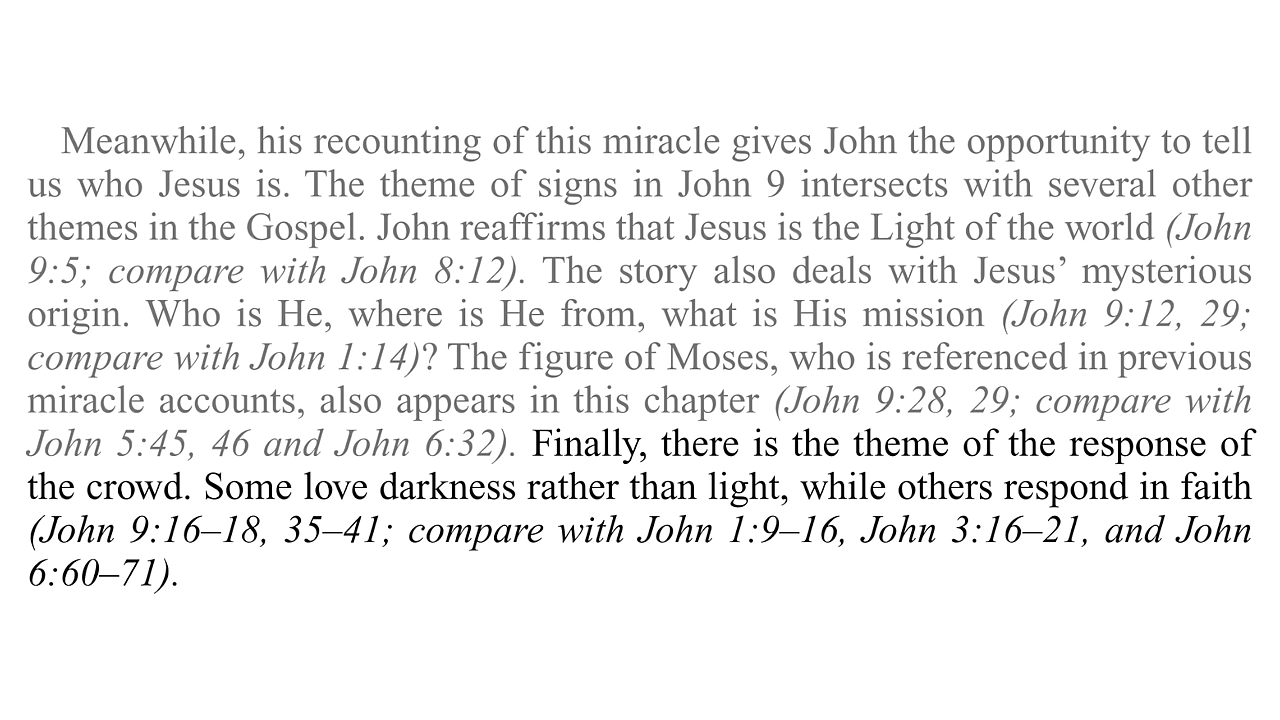 Meanwhile, his recounting of this miracle gives John the opportunity to tell
us who Jesus is. The theme of signs in John 9 intersects with several other
themes in the Gospel. John reaffirms that Jesus is the Light of the world (John
9:5; compare with John 8:12). The story also deals with Jesus’ mysterious
origin. Who is He, where is He from, what is His mission (John 9:12, 29;
compare with John 1:14)? The figure of Moses, who is referenced in previous
miracle accounts, also appears in this chapter (John 9:28, 29; compare with
John 5:45, 46 and John 6:32). Finally, there is the theme of the response of
the crowd. Some love darkness rather than light, while others respond in faith
(John 9:16–18, 35–41; compare with John 1:9–16, John 3:16–21, and John
6:60–71).